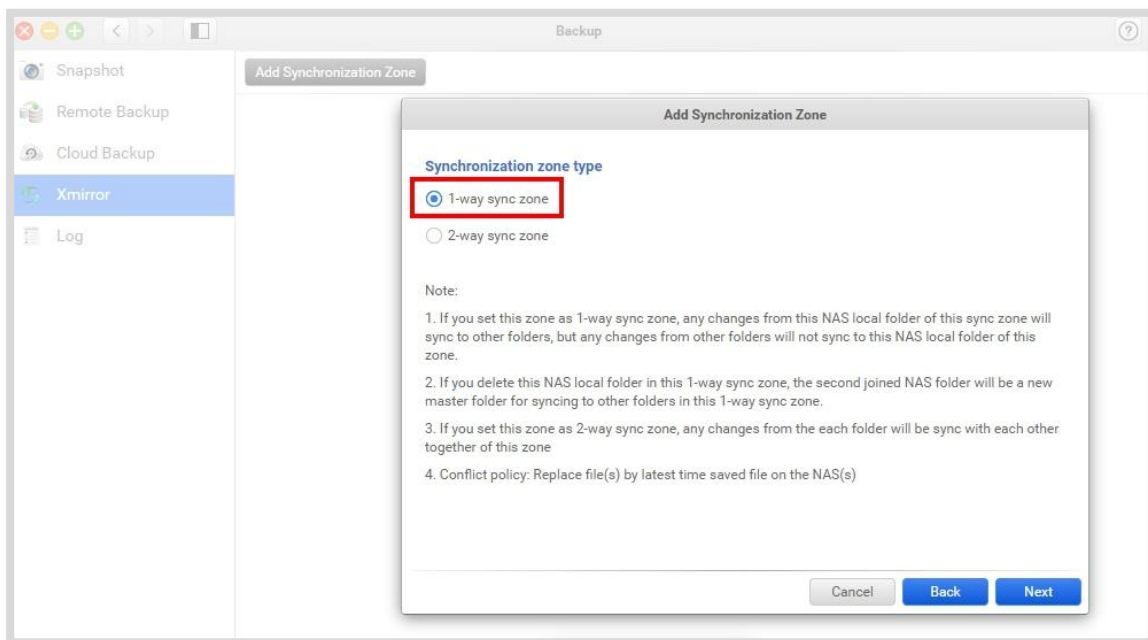 Backup
Snapshot
Remote Backup
Cloud Backup
Xmirror
Log
Add Synchronization Zone
Add Synchronization Zone
Synchronization zone type
1-way sync zone
2-way sync zone
Note:
1. If you set this zone as 1-way sync zone, any changes from this NAS local folder of this sync zone will
sync to other folders, but any changes from other folders will not sync to this NAS local folder of this
zone.
2. If you delete this NAS local folder in this 1-way sync zone, the second joined NAS folder will be a new
master folder for syncing to other folders in this 1-way sync zone.
3. If you set this zone as 2-way sync zone, any changes from the each folder will be sync with each other
together of this zone
4. Conflict policy: Replace file(s) by latest time saved file on the NAS(s)
Cancel
Back
Next